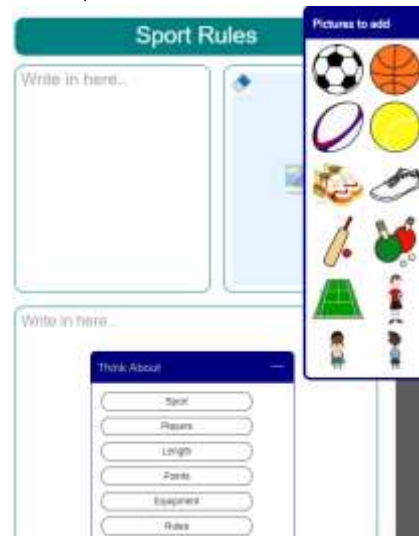 Sport Rules
Pictures to add
Write in here..
Write in here..
Think About
Sport
Players
Length
Points
Equipment
Rules